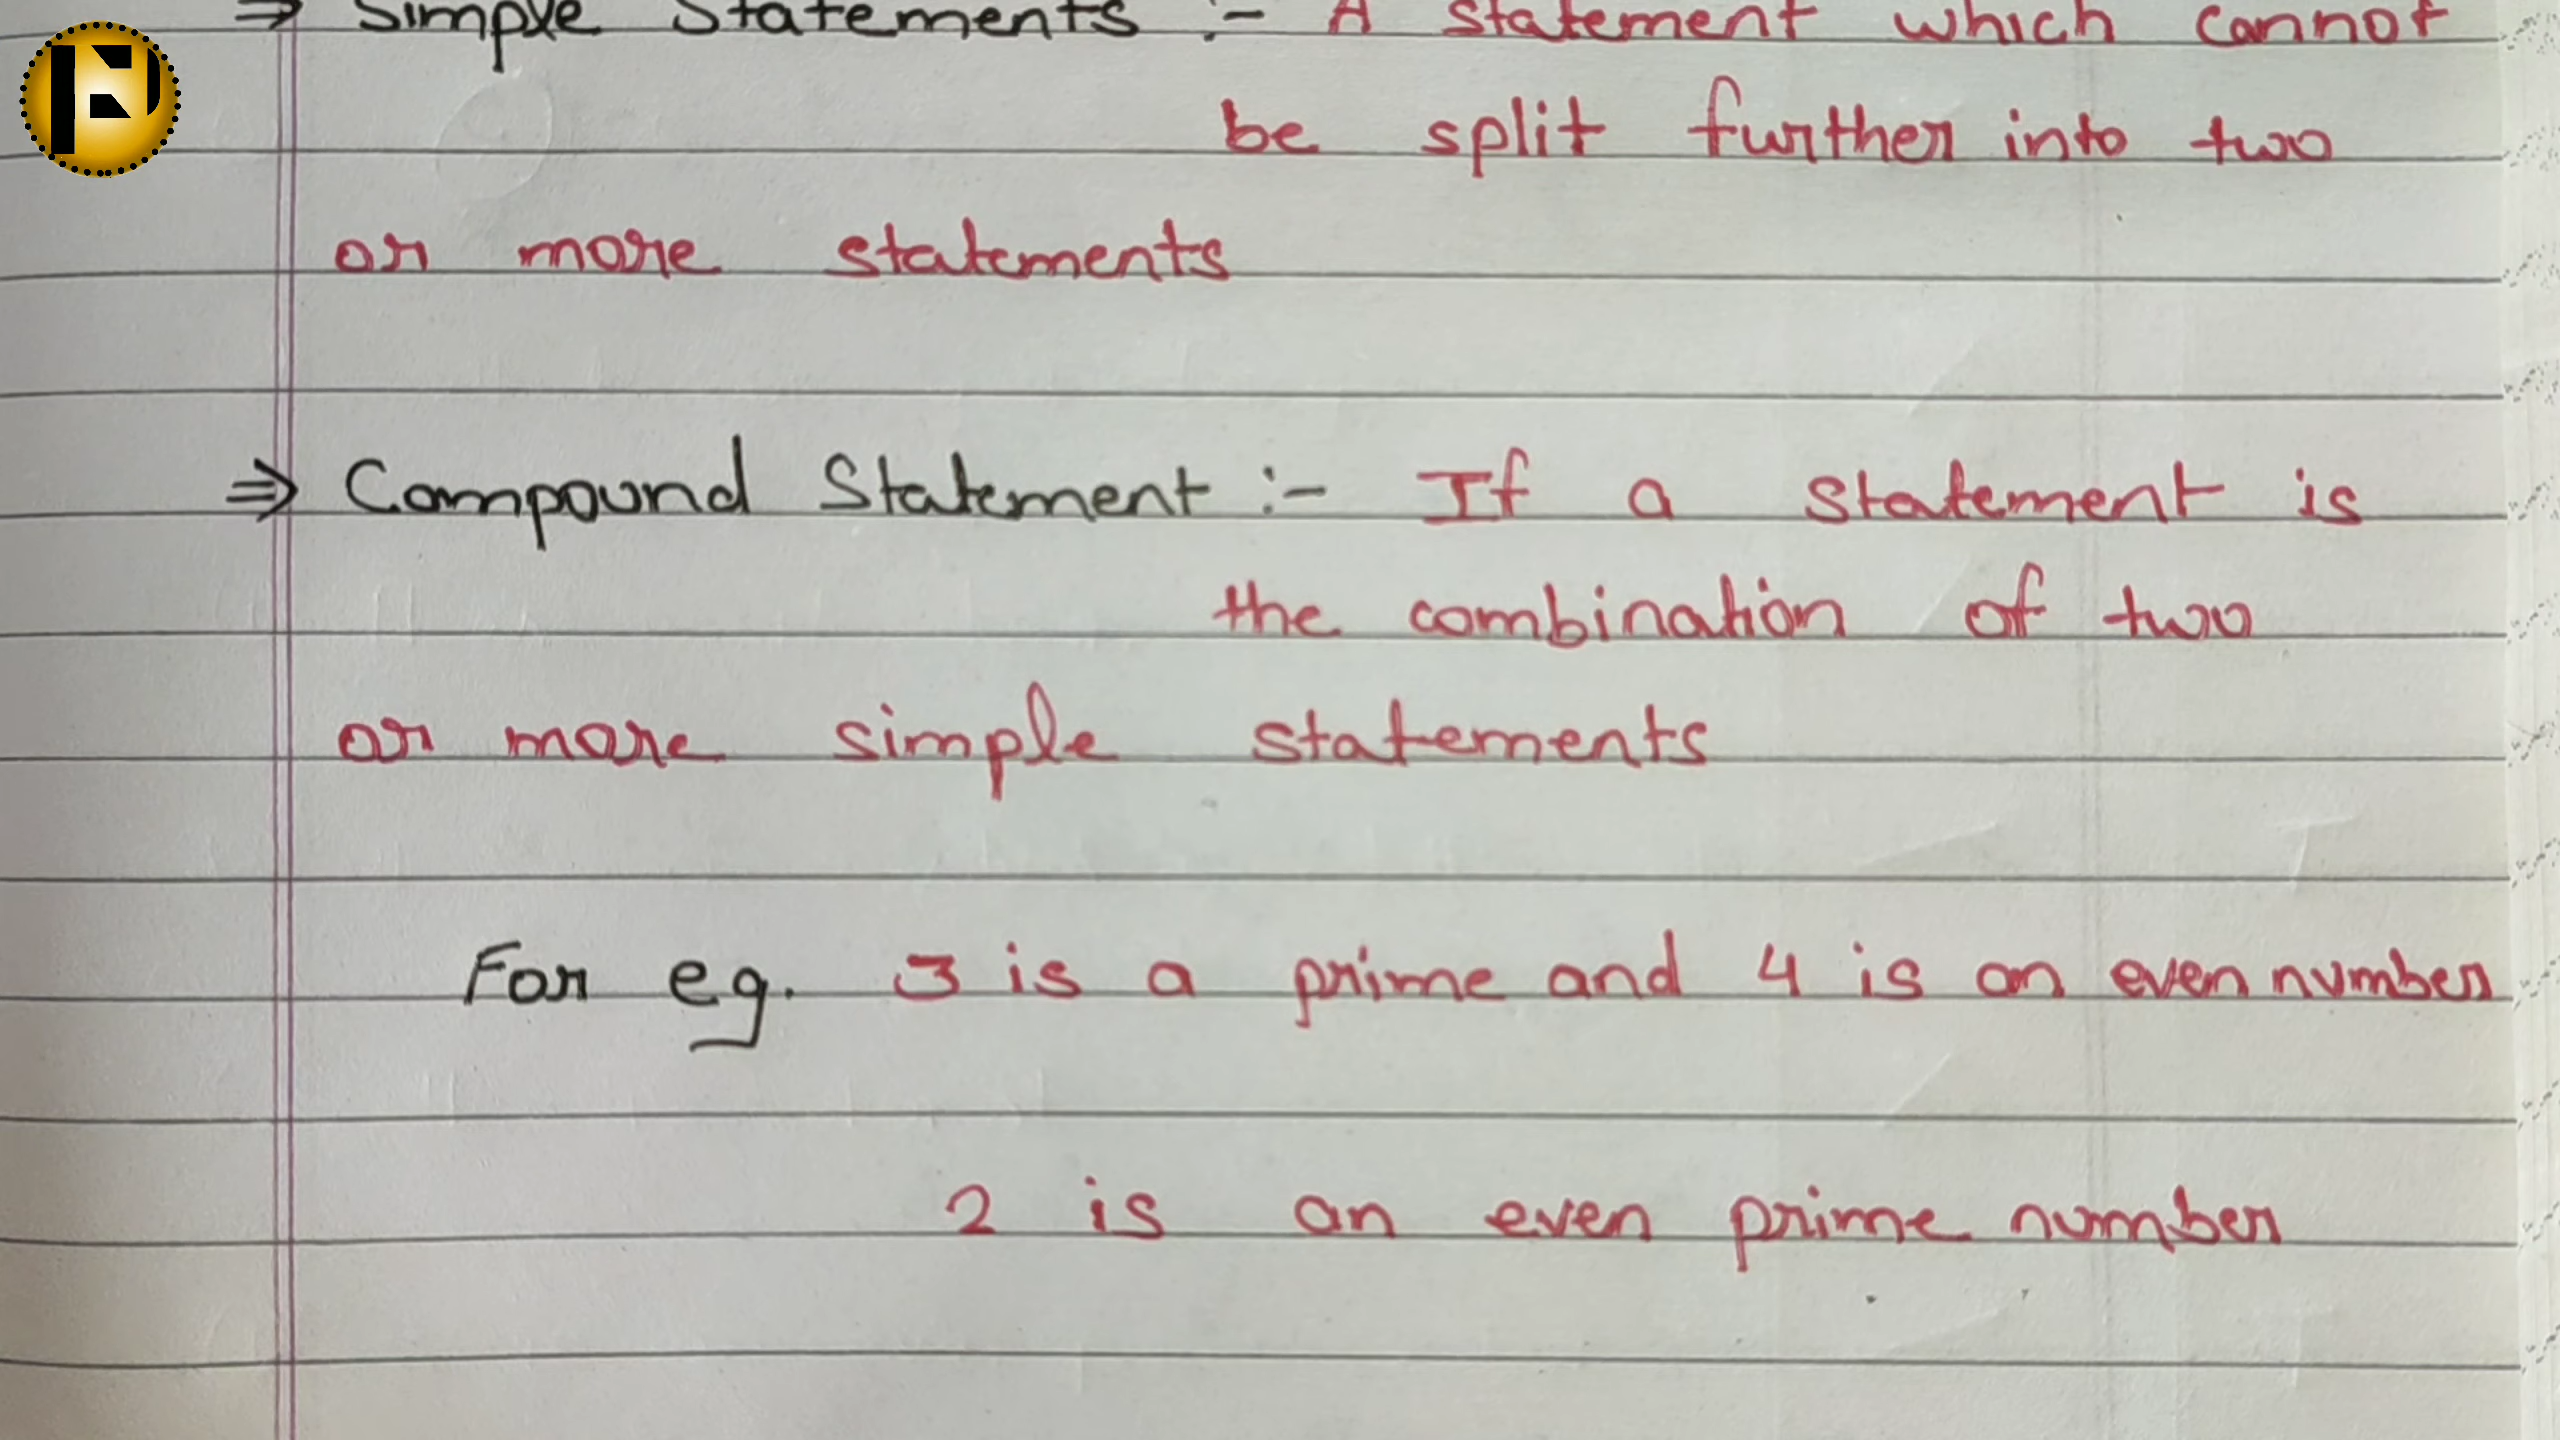 ⇒ Simple Statements :- A statement which cannot
be split further into two
or more statements
⇒ Compound Statement :- If a statement is
the combination of two
or more simple statements
For eg. 3 is a prime and 4 is an even number
2 is an even prime number